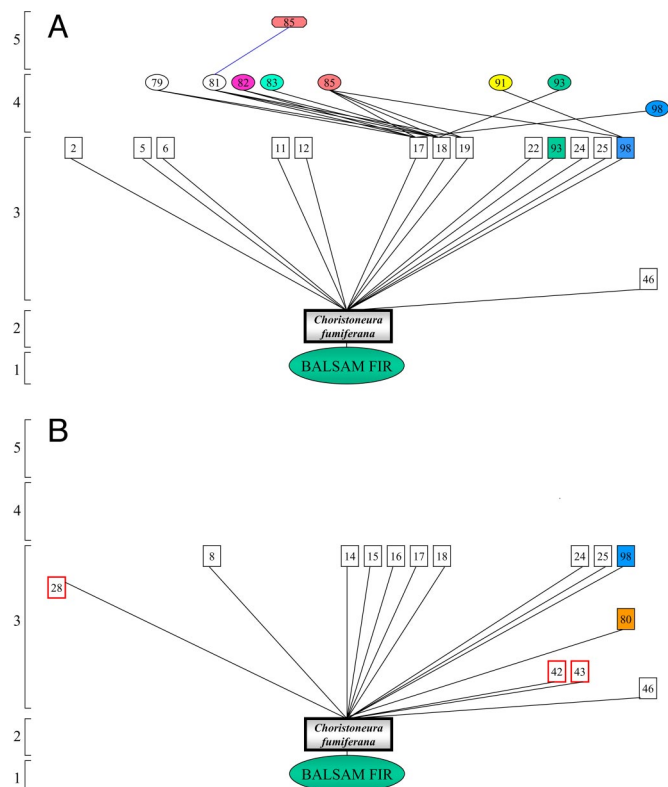 A
5
85
4
79 81 82 83 85 91 93
98
3
2 5 6 11 12 17 18 19 22 93 24 25 98
46
2
Choristoneura
fumiferana
1
BALSAM FIR
B
5
4
3
8 14 15 16 17 18 24 25 98
28
80
42 43
46
2
Choristoneura
fumiferana
1
BALSAM FIR